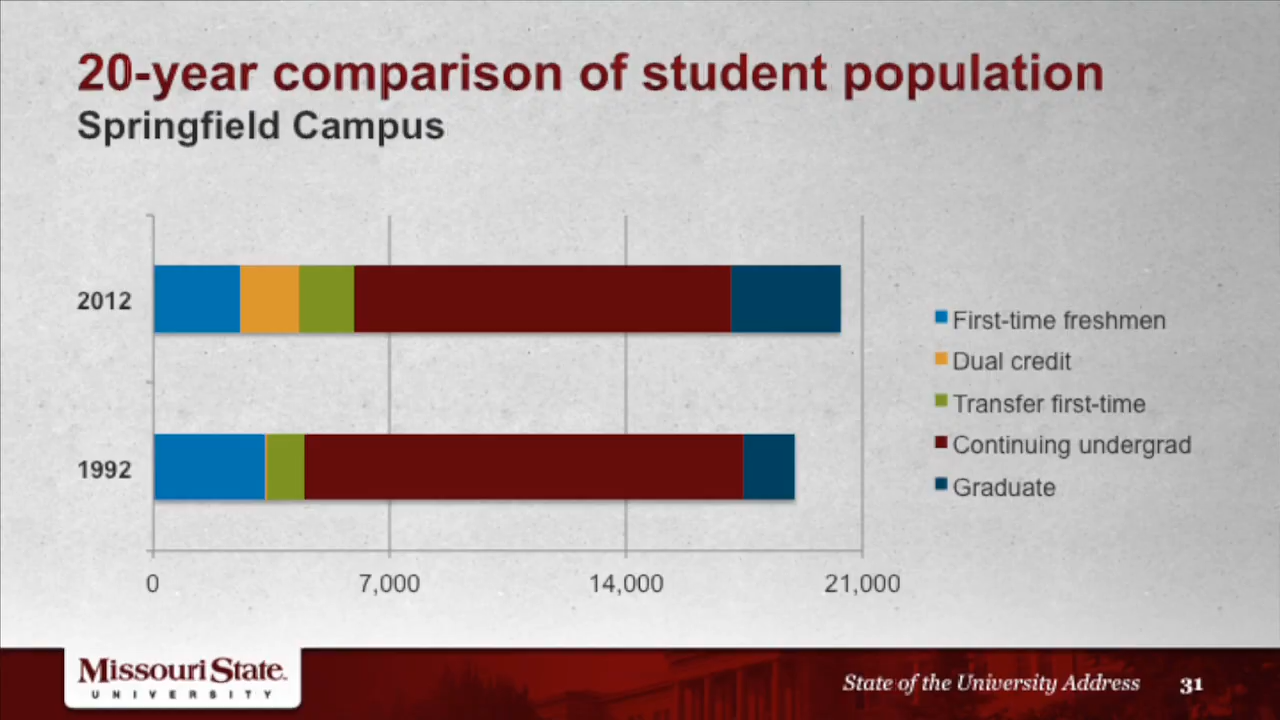 20-year comparison of student population
Springfield Campus
2012
1992
First-time freshmen
Dual credit
Transfer first-time
Continuing undergrad
Graduate
0 7,000 14,000 21,000
Missouri State.
UNIVERSITY
State of the University Address 31